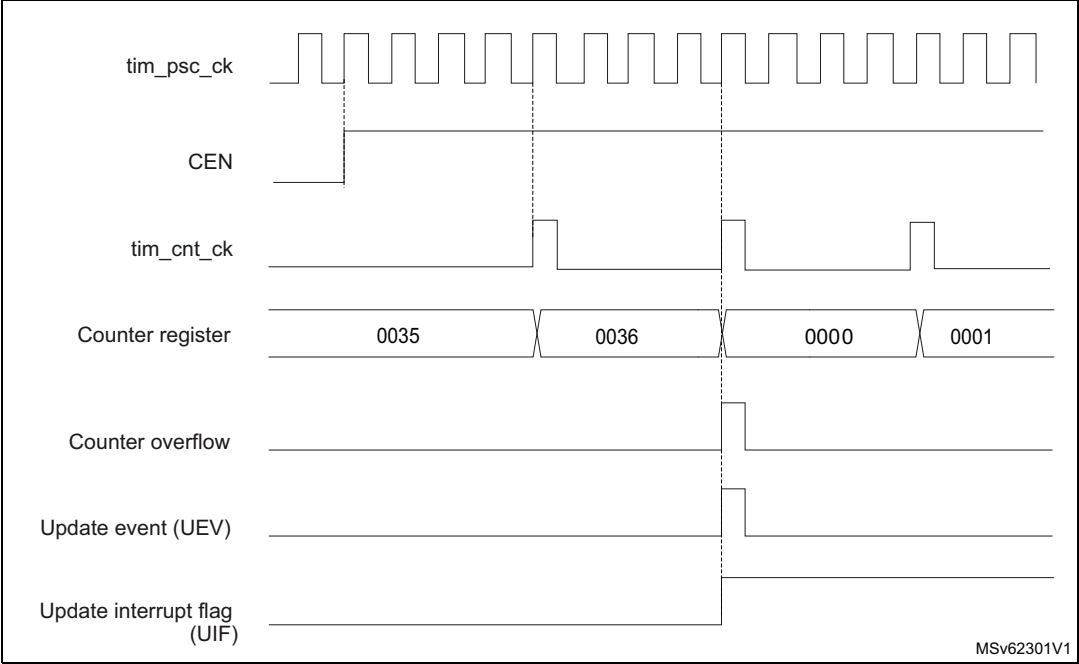 tim_psc_ck
CEN
tim_cnt_ck
Counter register
0035
0036
0000
0001
Counter overflow
Update event (UEV)
Update interrupt flag
(UIF)
MSv62301V1